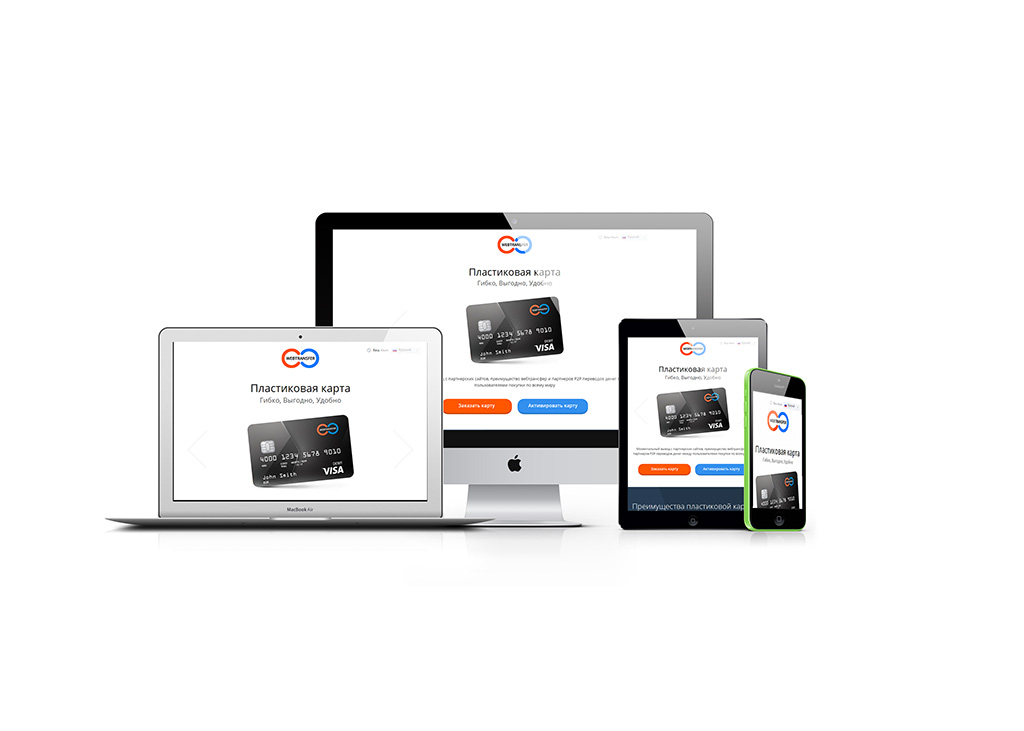 WEBTRANSFER
Пластиковая карта
Гибко, Выгодно, Удобно
4000 1234 5678 9010
DEBIT
John Smith
VISA
партнерских сайтов, преимущество вебтрансфер и партнеров P2P переводов денег
пользователями покупки по всему миру
Заказать карту
Активировать карту
WEBTRANSFER
Пластиковая карта
Гибко, Выгодно, Удобно
4000 1234 5678 9010
DEBIT
John Smith
VISA
MacBook Air
WEBTRANSFER
Пластиковая карта
Гибко, Выгодно, Удобно
4000 1234 5678 9010
John Smith
VISA
Заказать карту
Активировать карту
Преимущества пластиковой кар
WEBTRANSFER
Пластиковая карта
Гибко, Выгодно, Удобно